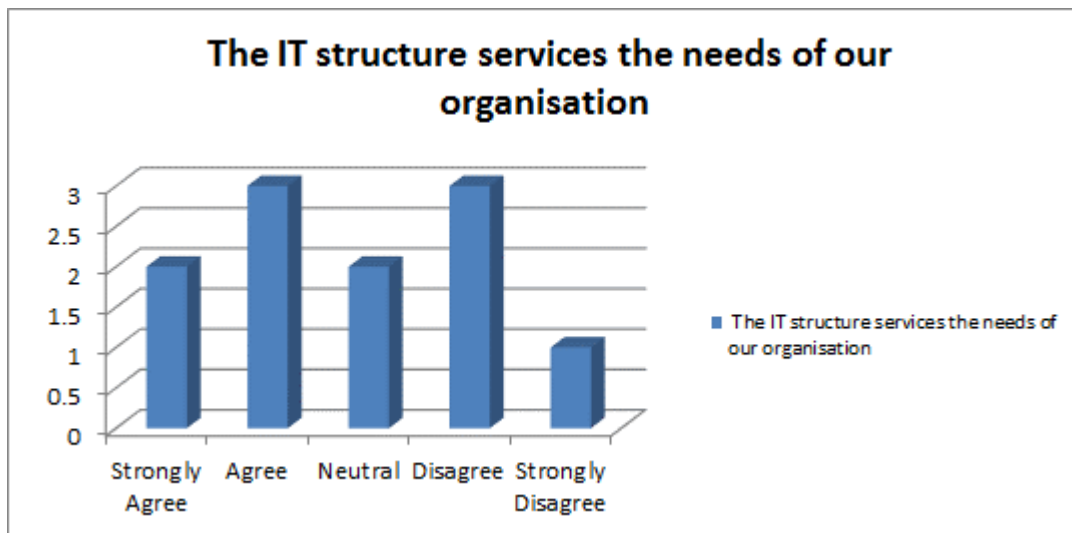 The IT structure services the needs of our
organisation
3
2.5
2
1.5
1
0.5
0
Strongly Agree
Agree
Neutral
Disagree
Strongly Disagree
The IT structure services the needs of
our organisation